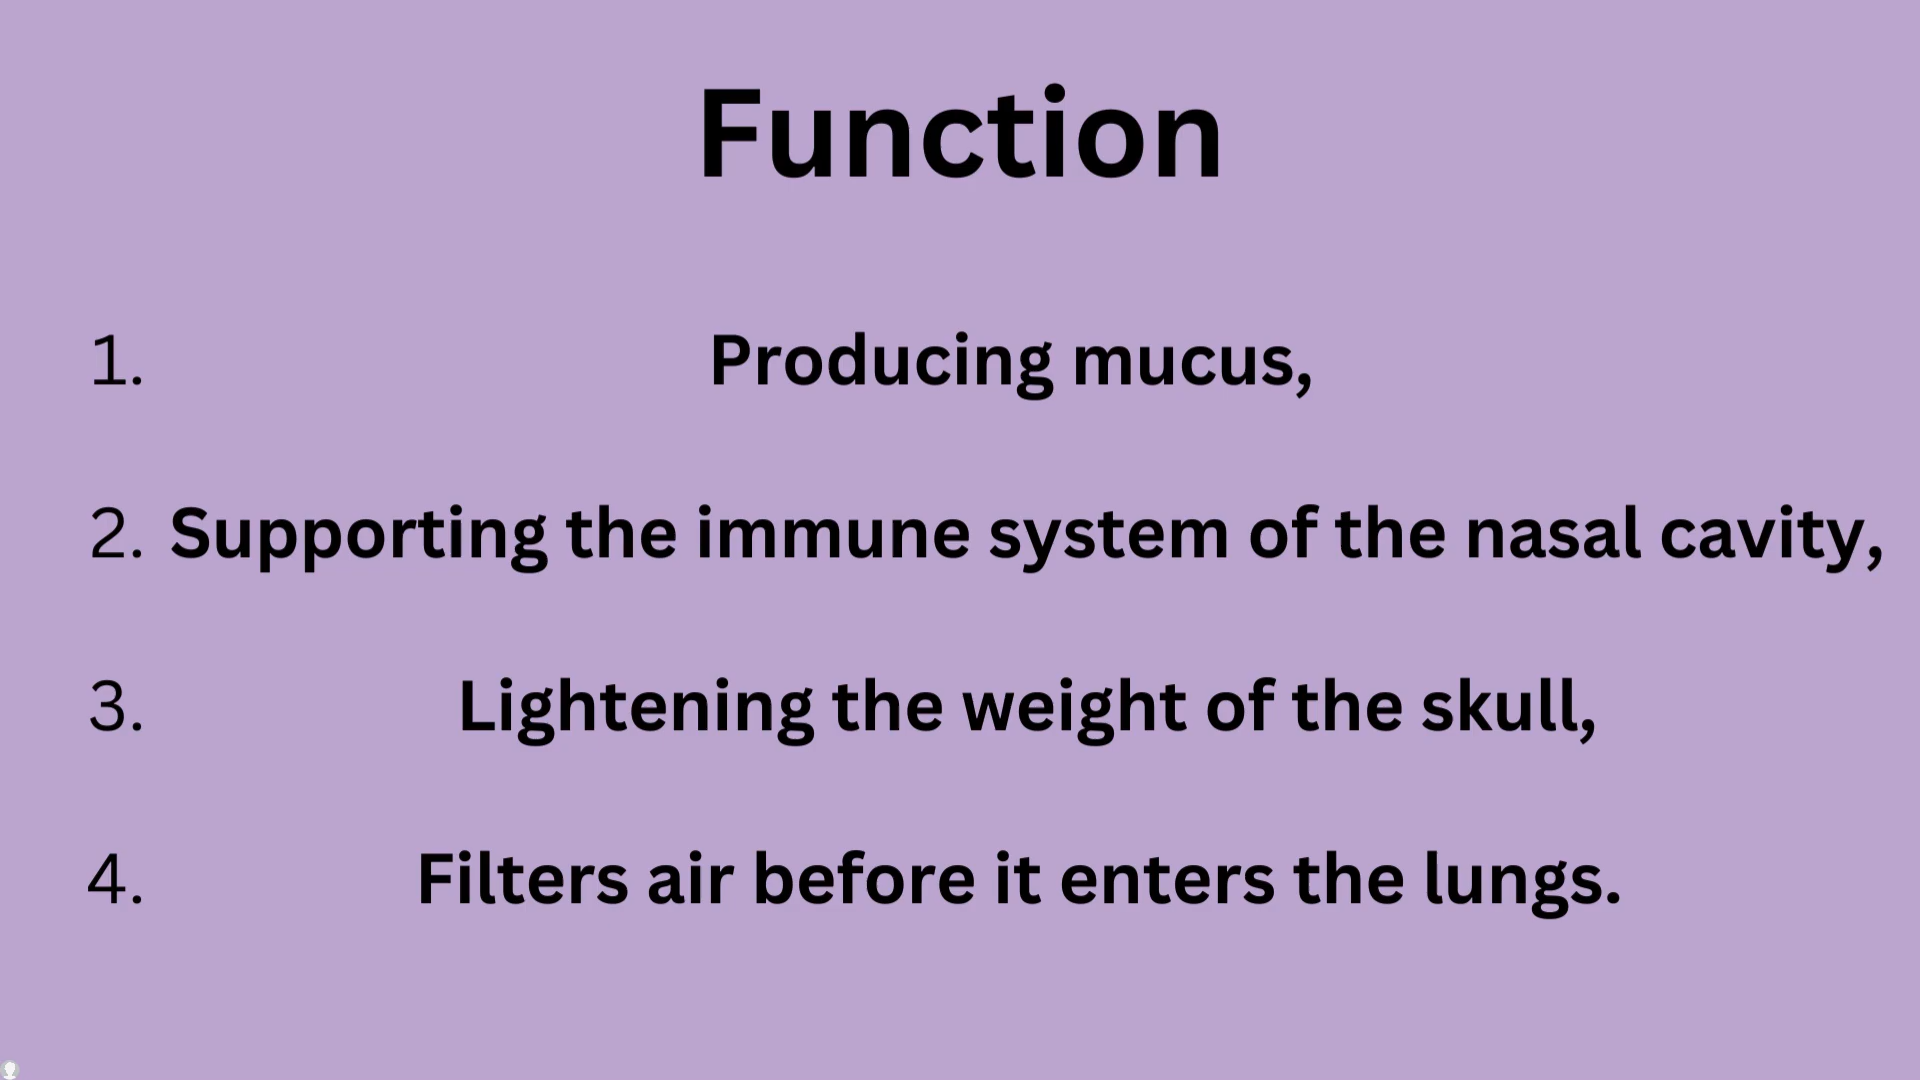 Function
1. Producing mucus,
2. Supporting the immune system of the nasal cavity,
3. Lightening the weight of the skull,
4. Filters air before it enters the lungs.